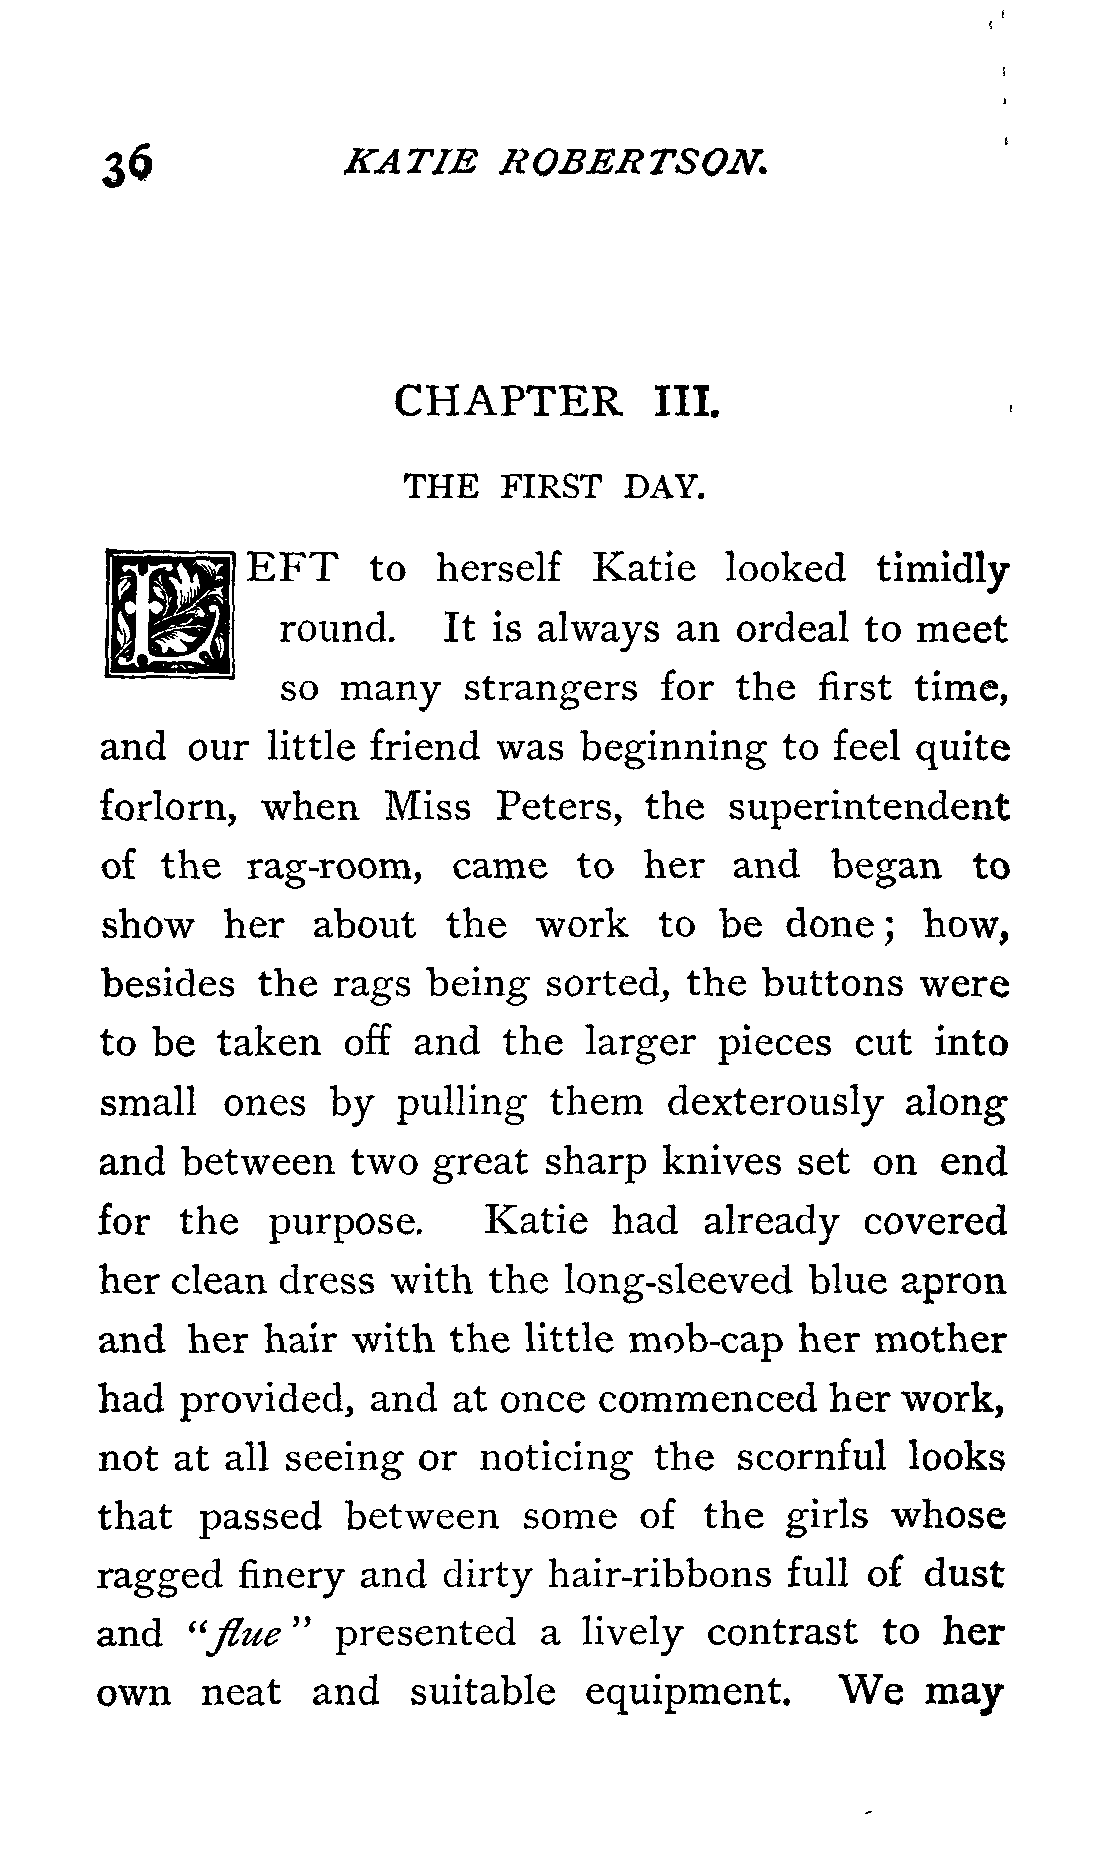 36 KATIE ROBERTSON.
CHAPTER III.
THE FIRST DAY.
LEFT to herself Katie looked timidly
round. It is always an ordeal to meet
so many strangers for the first time,
and our little friend was beginning to feel quite
forlorn, when Miss Peters, the superintendent
of the rag-room, came to her and began to
show her about the work to be done; how,
besides the rags being sorted, the buttons were
to be taken off and the larger pieces cut into
small ones by pulling them dexterously along
and between two great sharp knives set on end
for the purpose. Katie had already covered
her clean dress with the long-sleeved blue apron
and her hair with the little mob-cap her mother
had provided, and at once commenced her work,
not at all seeing or noticing the scornful looks
that passed between some of the girls whose
ragged finery and dirty hair-ribbons full of dust
and "flue" presented a lively contrast to her
own neat and suitable equipment. We may